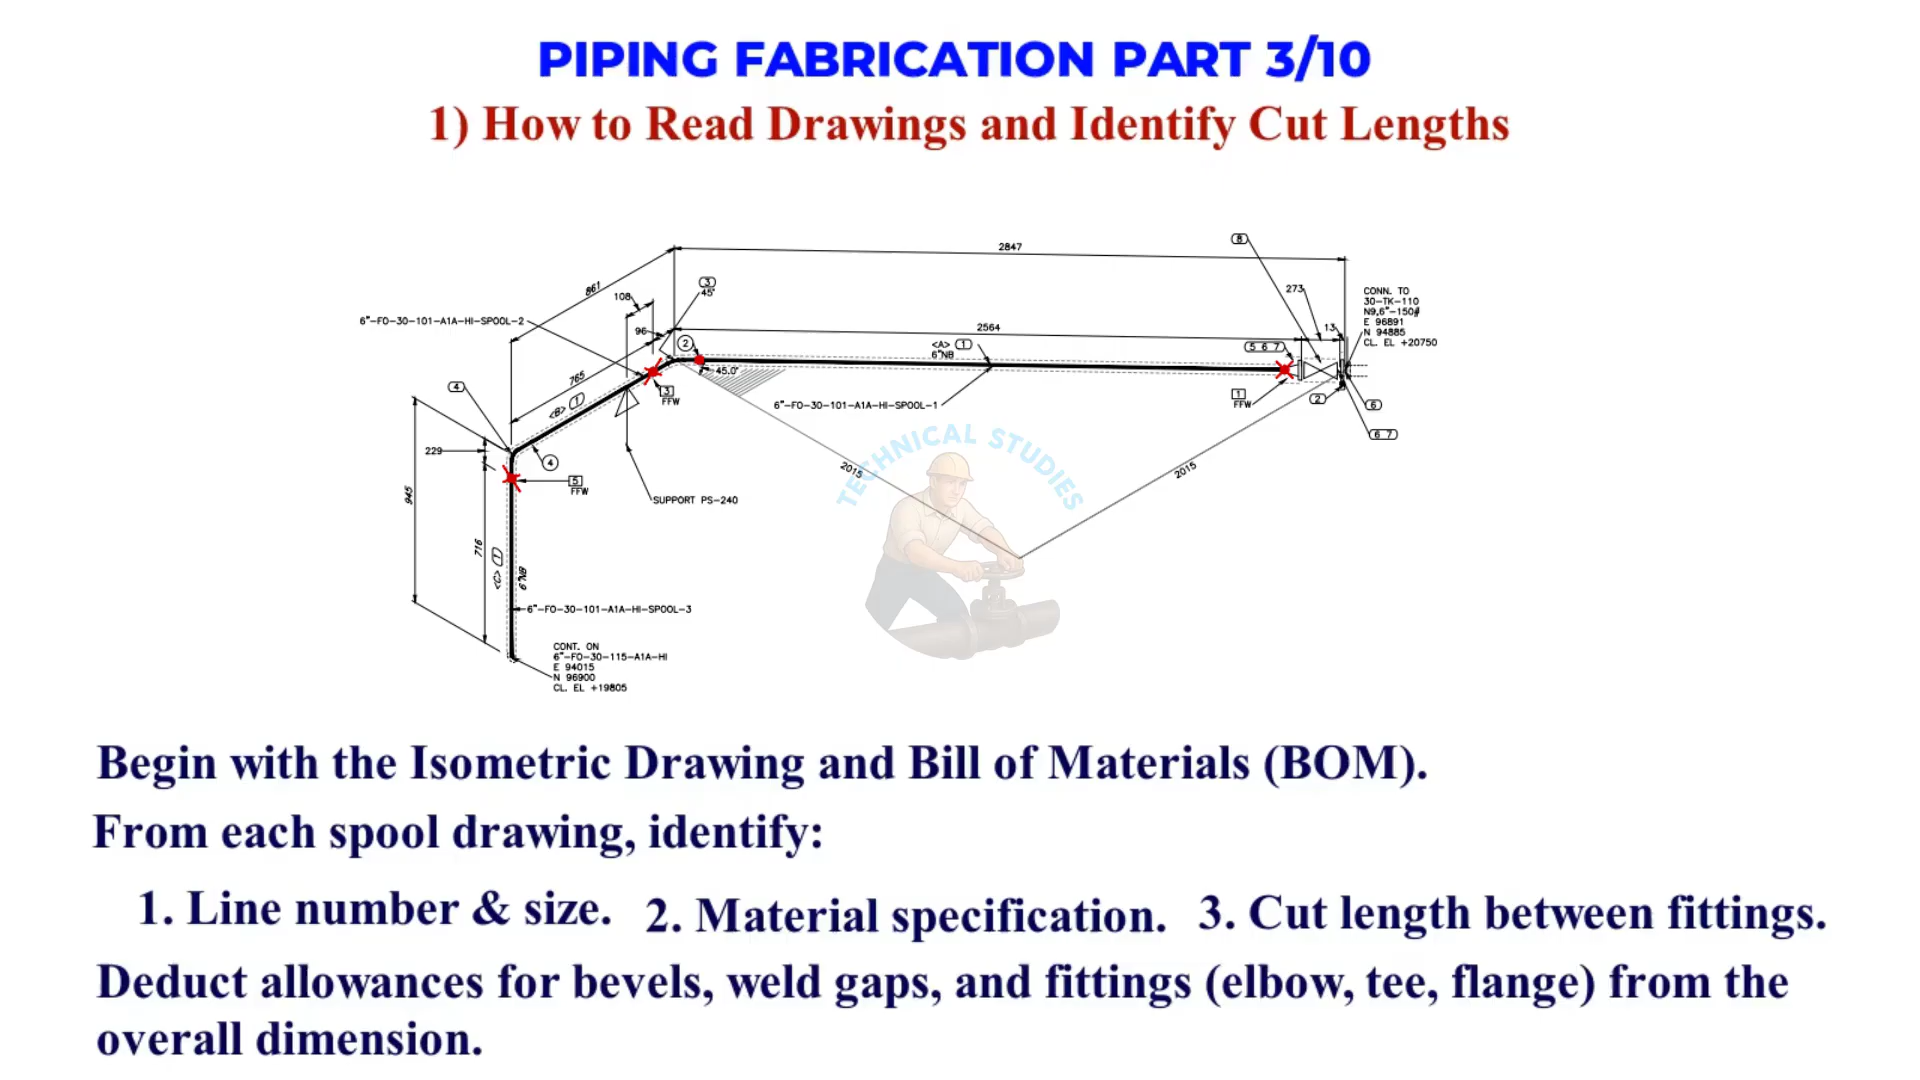 PIPING FABRICATION PART 3/10
1) How to Read Drawings and Identify Cut Lengths
2847
8
861
3
45°
108
273
CONN. TO
30-TK-110
N9,6"-150#
E 96891
N 94885
CL. EL +20750
6"-FO-30-101-A1A-HI-SPOOL-2
96
2564
13
2
<A> 1
6"NB
5 6 7
45.0°
765
4
3
FFW
<B> 1
6"-FO-30-101-A1A-HI-SPOOL-1
1
FFW
2
6
6 7
229
4
2015
2015
5
FFW
SUPPORT PS-240
945
716
<C> 1
6"NB
TECHNICAL STUDIES
6"-FO-30-101-A1A-HI-SPOOL-3
CONT. ON
6"-FO-30-115-A1A-HI
E 94015
N 96900
CL. EL +19805
Begin with the Isometric Drawing and Bill of Materials (BOM).
From each spool drawing, identify:
1. Line number & size. 2. Material specification. 3. Cut length between fittings.
Deduct allowances for bevels, weld gaps, and fittings (elbow, tee, flange) from the
overall dimension.